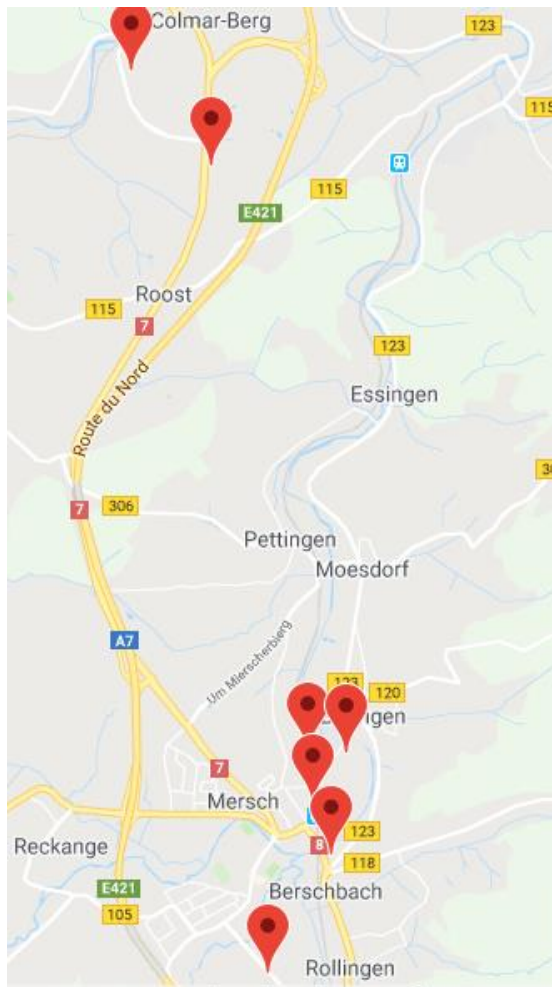 Colmar-Berg
123
115
115
E421
Roost
115
7
123
Route du Nord
Essingen
7
306
Pettingen
Moesdorf
A7
Um Mierscherbierg
123
120
7
Mersch
123
8
Reckange
118
E421
Berschbach
105
Rollingen